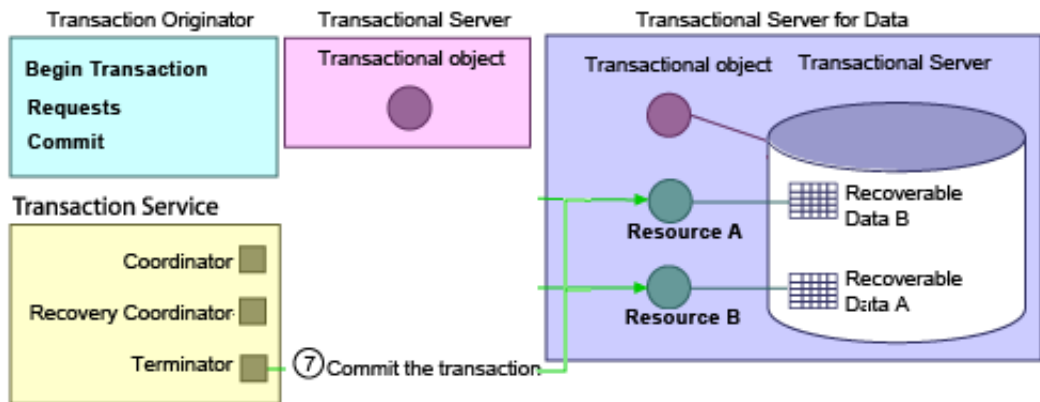 Transaction Originator
Begin Transaction
Requests
Commit
Transactional Server
Transactional object
Transactional Server for Data
Transactional object
Transactional Server
Resource A
Recoverable
Data B
Resource B
Recoverable
Data A
Transaction Service
Coordinator
Recovery Coordinator
Terminator
7 Commit the transaction